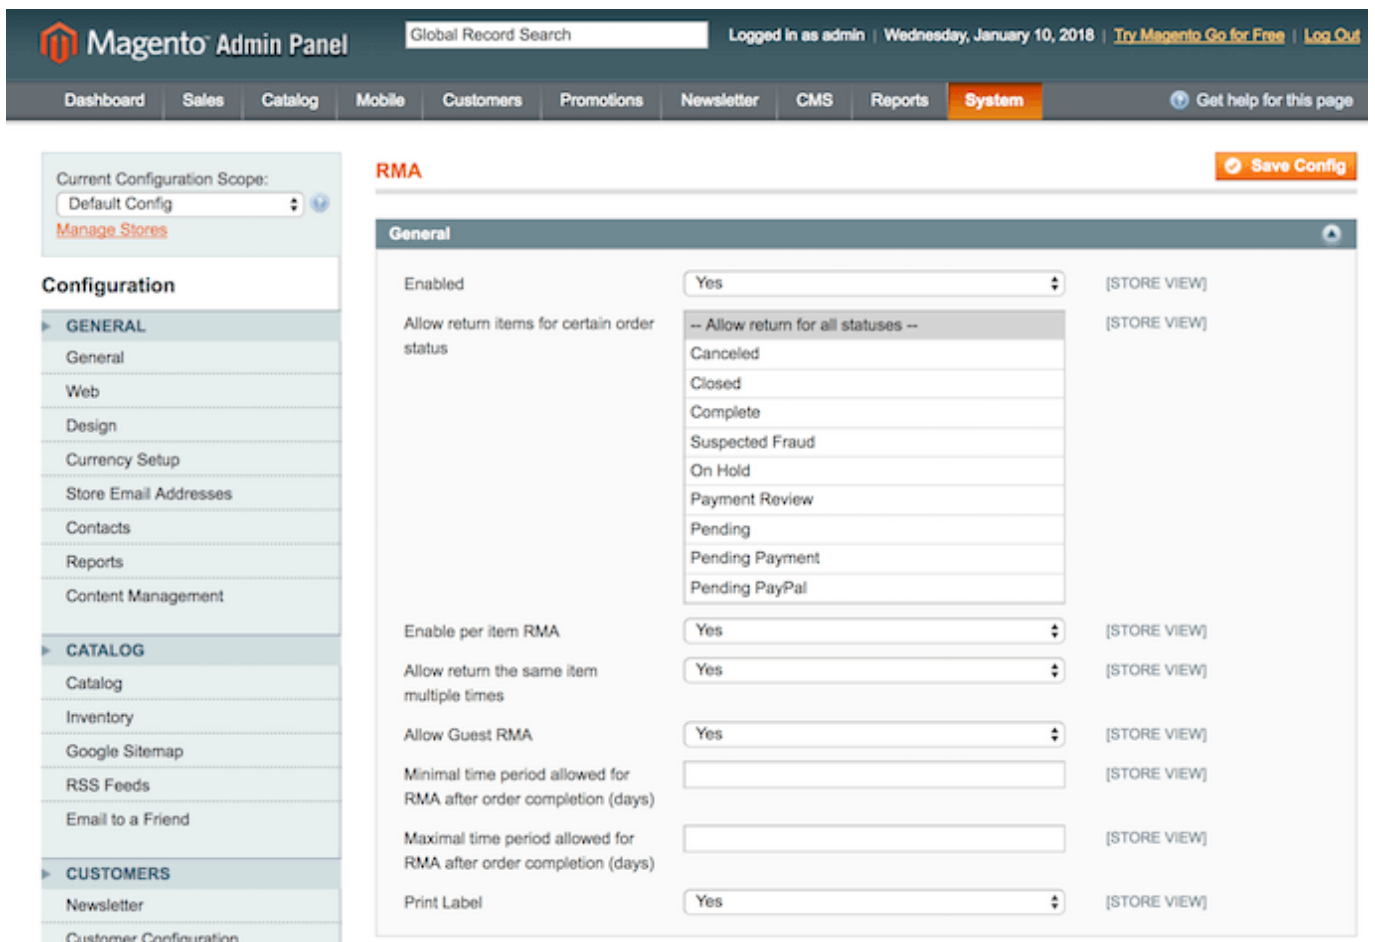 Magento Admin Panel
Global Record Search
Logged in as admin | Wednesday, January 10, 2018 | Try Magento Go for Free | Log Out
Dashboard Sales Catalog Mobile Customers Promotions Newsletter CMS Reports System Get help for this page
Current Configuration Scope:
Default Config
Manage Stores
Configuration
GENERAL
General
Web
Design
Currency Setup
Store Email Addresses
Contacts
Reports
Content Management
CATALOG
Catalog
Inventory
Google Sitemap
RSS Feeds
Email to a Friend
CUSTOMERS
Newsletter
Customer Configuration
RMA
Save Config
General
Enabled
Yes
[STORE VIEW]
Allow return items for certain order
status
-- Allow return for all statuses --
Canceled
Closed
Complete
Suspected Fraud
On Hold
Payment Review
Pending
Pending Payment
Pending PayPal
[STORE VIEW]
Enable per item RMA
Yes
[STORE VIEW]
Allow return the same item
multiple times
Yes
[STORE VIEW]
Allow Guest RMA
Yes
[STORE VIEW]
Minimal time period allowed for
RMA after order completion (days)
[STORE VIEW]
Maximal time period allowed for
RMA after order completion (days)
[STORE VIEW]
Print Label
Yes
[STORE VIEW]